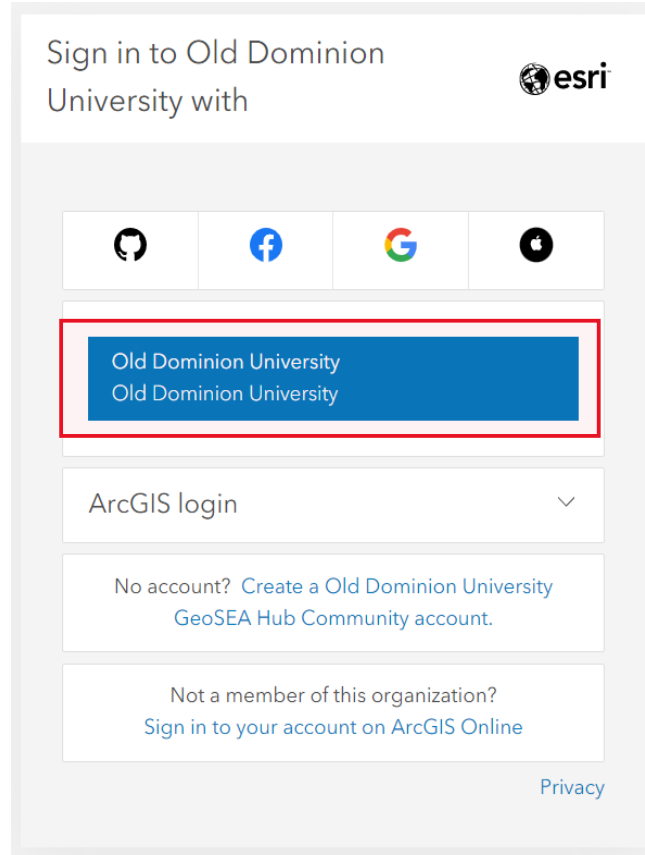 Sign in to Old Dominion
University with
esri
Old Dominion University
Old Dominion University
ArcGIS login
No account? Create a Old Dominion University
GeoSEA Hub Community account.
Not a member of this organization?
Sign in to your account on ArcGIS Online
Privacy